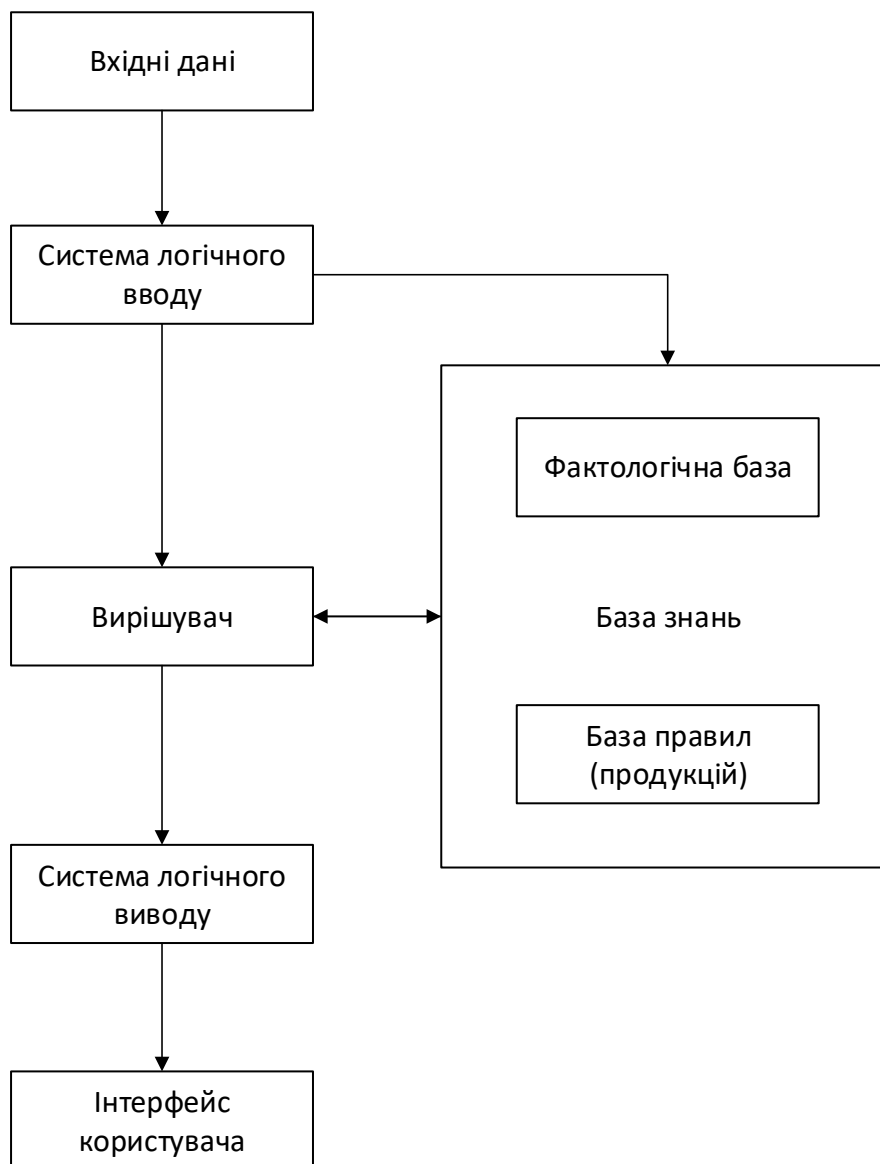 Вхідні дані
Система логічного
вводу
Фактологічна база
Вирішувач
База знань
База правил
(продукцій)
Система логічного
виводу
Інтерфейс
користувача